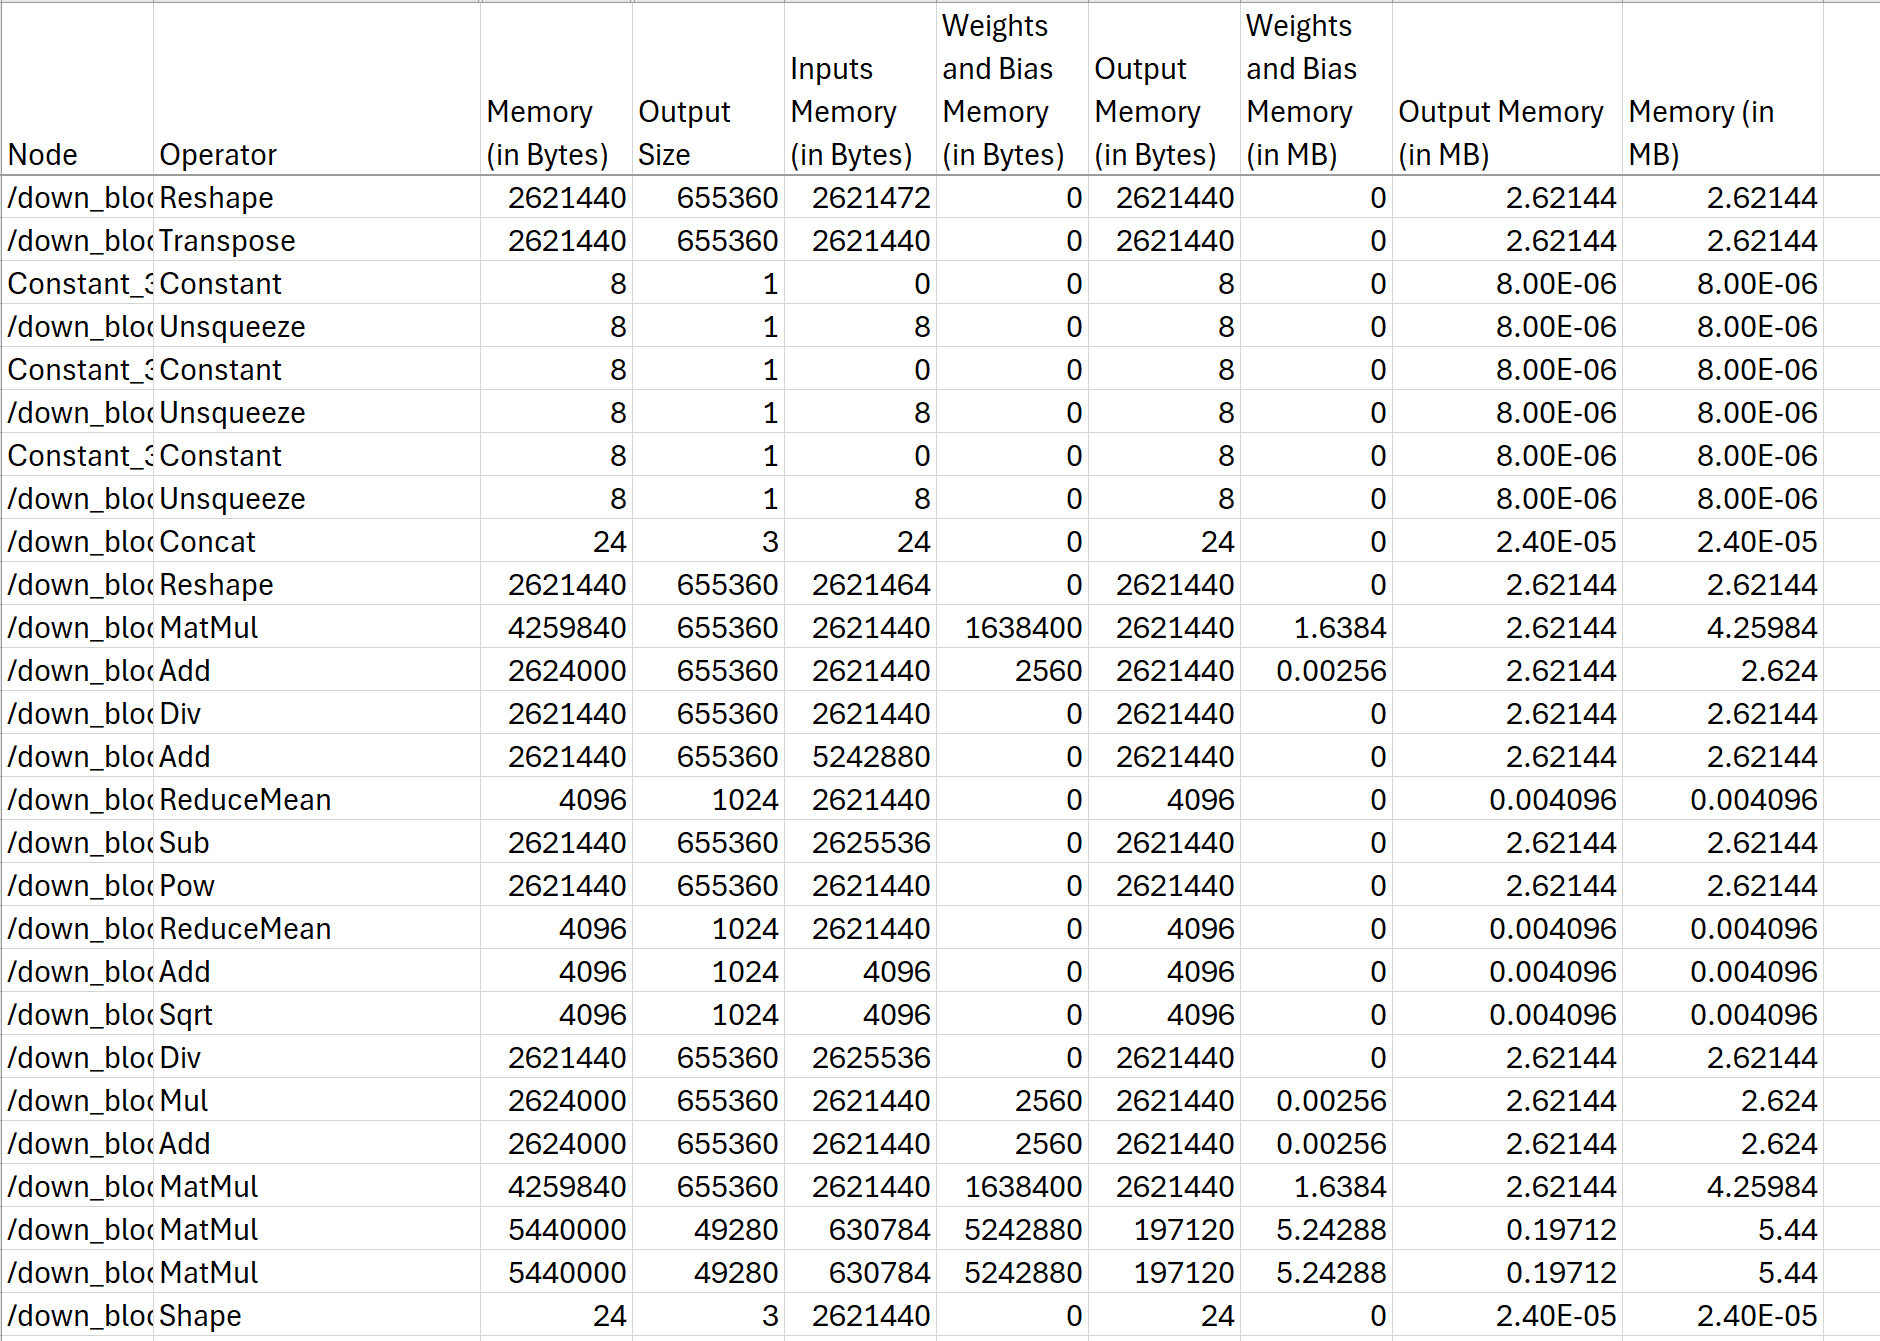 Node Operator Memory (in Bytes) Output Size Inputs Memory (in Bytes) Weights and Bias Memory (in Bytes) Output Memory (in Bytes) Weights and Bias Memory (in MB) Output Memory (in MB) Memory (in MB)
/down_bloc Reshape 2621440 655360 2621472 0 2621440 0 2.62144 2.62144
/down_bloc Transpose 2621440 655360 2621440 0 2621440 0 2.62144 2.62144
Constant_3 Constant 8 1 0 0 8 0 8.00E-06 8.00E-06
/down_bloc Unsqueeze 8 1 8 0 8 0 8.00E-06 8.00E-06
Constant_3 Constant 8 1 0 0 8 0 8.00E-06 8.00E-06
/down_bloc Unsqueeze 8 1 8 0 8 0 8.00E-06 8.00E-06
Constant_3 Constant 8 1 0 0 8 0 8.00E-06 8.00E-06
/down_bloc Unsqueeze 8 1 8 0 8 0 8.00E-06 8.00E-06
/down_bloc Concat 24 3 24 0 24 0 2.40E-05 2.40E-05
/down_bloc Reshape 2621440 655360 2621464 0 2621440 0 2.62144 2.62144
/down_bloc MatMul 4259840 655360 2621440 1638400 2621440 1.6384 2.62144 4.25984
/down_bloc Add 2624000 655360 2621440 2560 2621440 0.00256 2.62144 2.624
/down_bloc Div 2621440 655360 2621440 0 2621440 0 2.62144 2.62144
/down_bloc Add 2621440 655360 5242880 0 2621440 0 2.62144 2.62144
/down_bloc ReduceMean 4096 1024 2621440 0 4096 0 0.004096 0.004096
/down_bloc Sub 2621440 655360 2625536 0 2621440 0 2.62144 2.62144
/down_bloc Pow 2621440 655360 2621440 0 2621440 0 2.62144 2.62144
/down_bloc ReduceMean 4096 1024 2621440 0 4096 0 0.004096 0.004096
/down_bloc Add 4096 1024 4096 0 4096 0 0.004096 0.004096
/down_bloc Sqrt 4096 1024 4096 0 4096 0 0.004096 0.004096
/down_bloc Div 2621440 655360 2625536 0 2621440 0 2.62144 2.62144
/down_bloc Mul 2624000 655360 2621440 2560 2621440 0.00256 2.62144 2.624
/down_bloc Add 2624000 655360 2621440 2560 2621440 0.00256 2.62144 2.624
/down_bloc MatMul 4259840 655360 2621440 1638400 2621440 1.6384 2.62144 4.25984
/down_bloc MatMul 5440000 49280 630784 5242880 197120 5.24288 0.19712 5.44
/down_bloc MatMul 5440000 49280 630784 5242880 197120 5.24288 0.19712 5.44
/down_bloc Shape 24 3 2621440 0 24 0 2.40E-05 2.40E-05